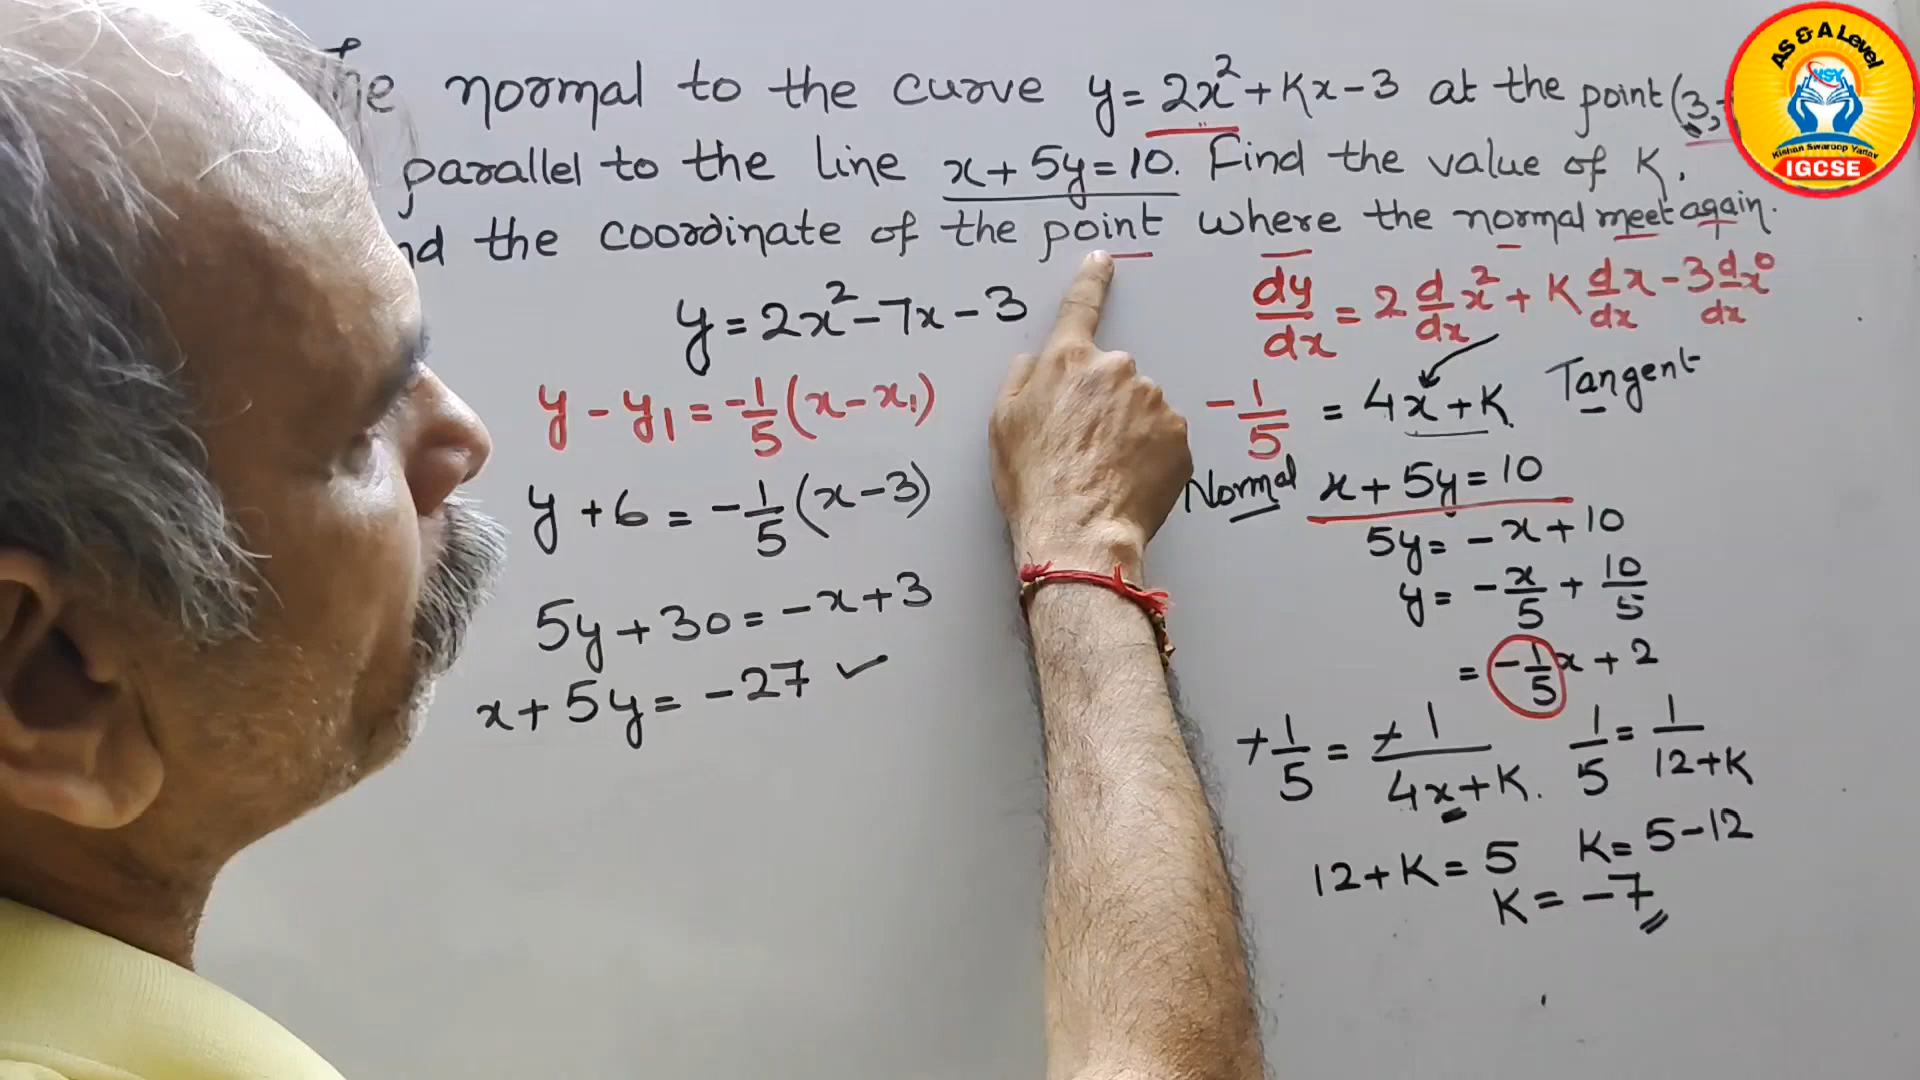 The normal to the curve y = 2x² + Kx - 3 at the point (3, -
parallel to the line x + 5y = 10. Find the value of K.
nd the coordinate of the point where the normal meet again.
y = 2x² - 7x - 3
y - y₁ = -1/5 (x - x₁)
y + 6 = -1/5 (x - 3)
5y + 30 = -x + 3
x + 5y = -27 ✓
dy/dx = 2 d/dx x² + K dx/dx - 3 d/dx x⁰
-1/5 = 4x + K Tangent
Normal x + 5y = 10
5y = -x + 10
y = -x/5 + 10/5
= -1/5 x + 2
+1/5 = +1/4x + K. 1/5 = 1/12 + K
12 + K = 5 K = 5 - 12
K = -7
AS & A Level
KSY
Kishan Swaroop Yadav
IGCSE